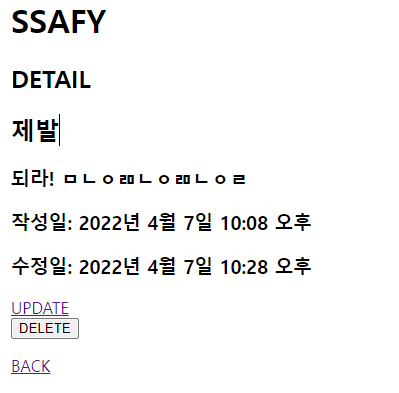 SSAFY
DETAIL
제발
되라! ㅁㄴㅇㄻㄴㅇㄻㄴㅇㄹ
작성일: 2022년 4월 7일 10:08 오후
수정일: 2022년 4월 7일 10:28 오후
UPDATE
DELETE
BACK